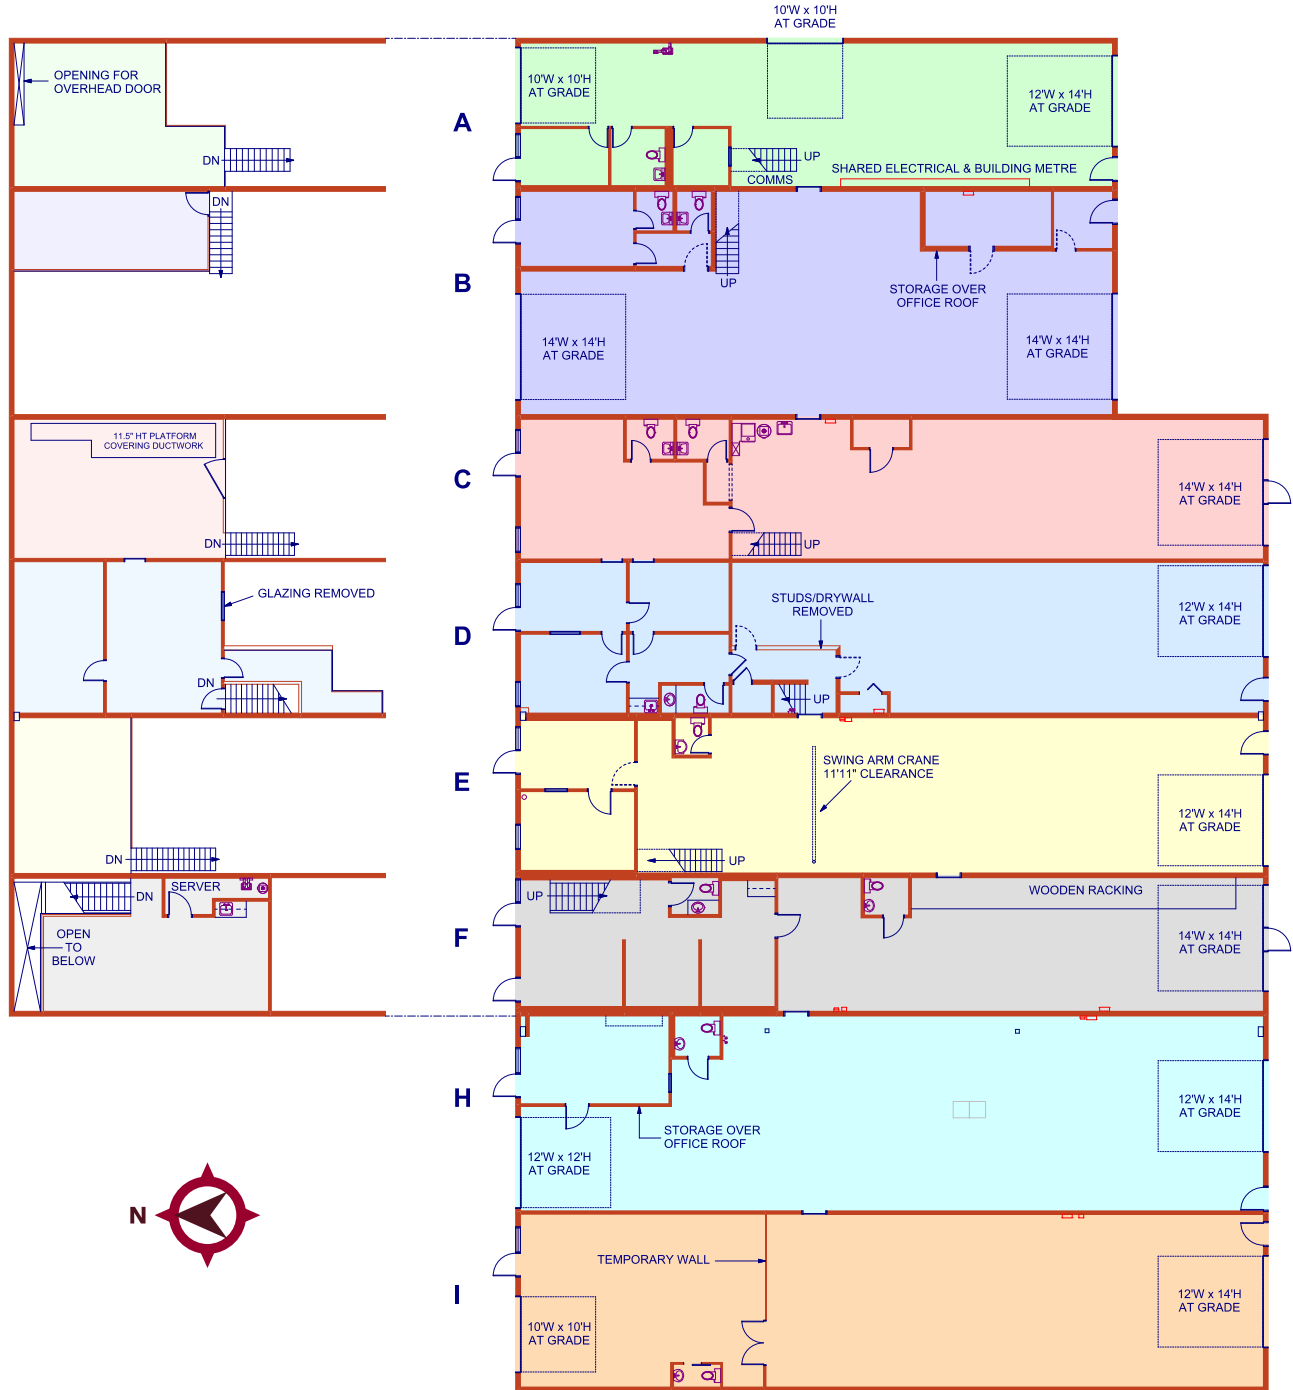 10'W x 10'H
AT GRADE
OPENING FOR
OVERHEAD DOOR
10'W x 10'H
AT GRADE
12'W x 14'H
AT GRADE
A
DN
UP
SHARED ELECTRICAL & BUILDING METRE
COMMS
DN
B
UP
STORAGE OVER
OFFICE ROOF
14'W x 14'H
AT GRADE
14'W x 14'H
AT GRADE
11.5" HT PLATFORM
COVERING DUCTWORK
C
14'W x 14'H
AT GRADE
DN
UP
GLAZING REMOVED
STUDS/DRYWALL
REMOVED
12'W x 14'H
AT GRADE
D
DN
UP
SWING ARM CRANE
11'11" CLEARANCE
E
12'W x 14'H
AT GRADE
DN
UP
SERVER
DN
UP
WOODEN RACKING
OPEN
TO
BELOW
F
14'W x 14'H
AT GRADE
H
12'W x 14'H
AT GRADE
STORAGE OVER
OFFICE ROOF
12'W x 12'H
AT GRADE
N
TEMPORARY WALL
I
12'W x 14'H
AT GRADE
10'W x 10'H
AT GRADE